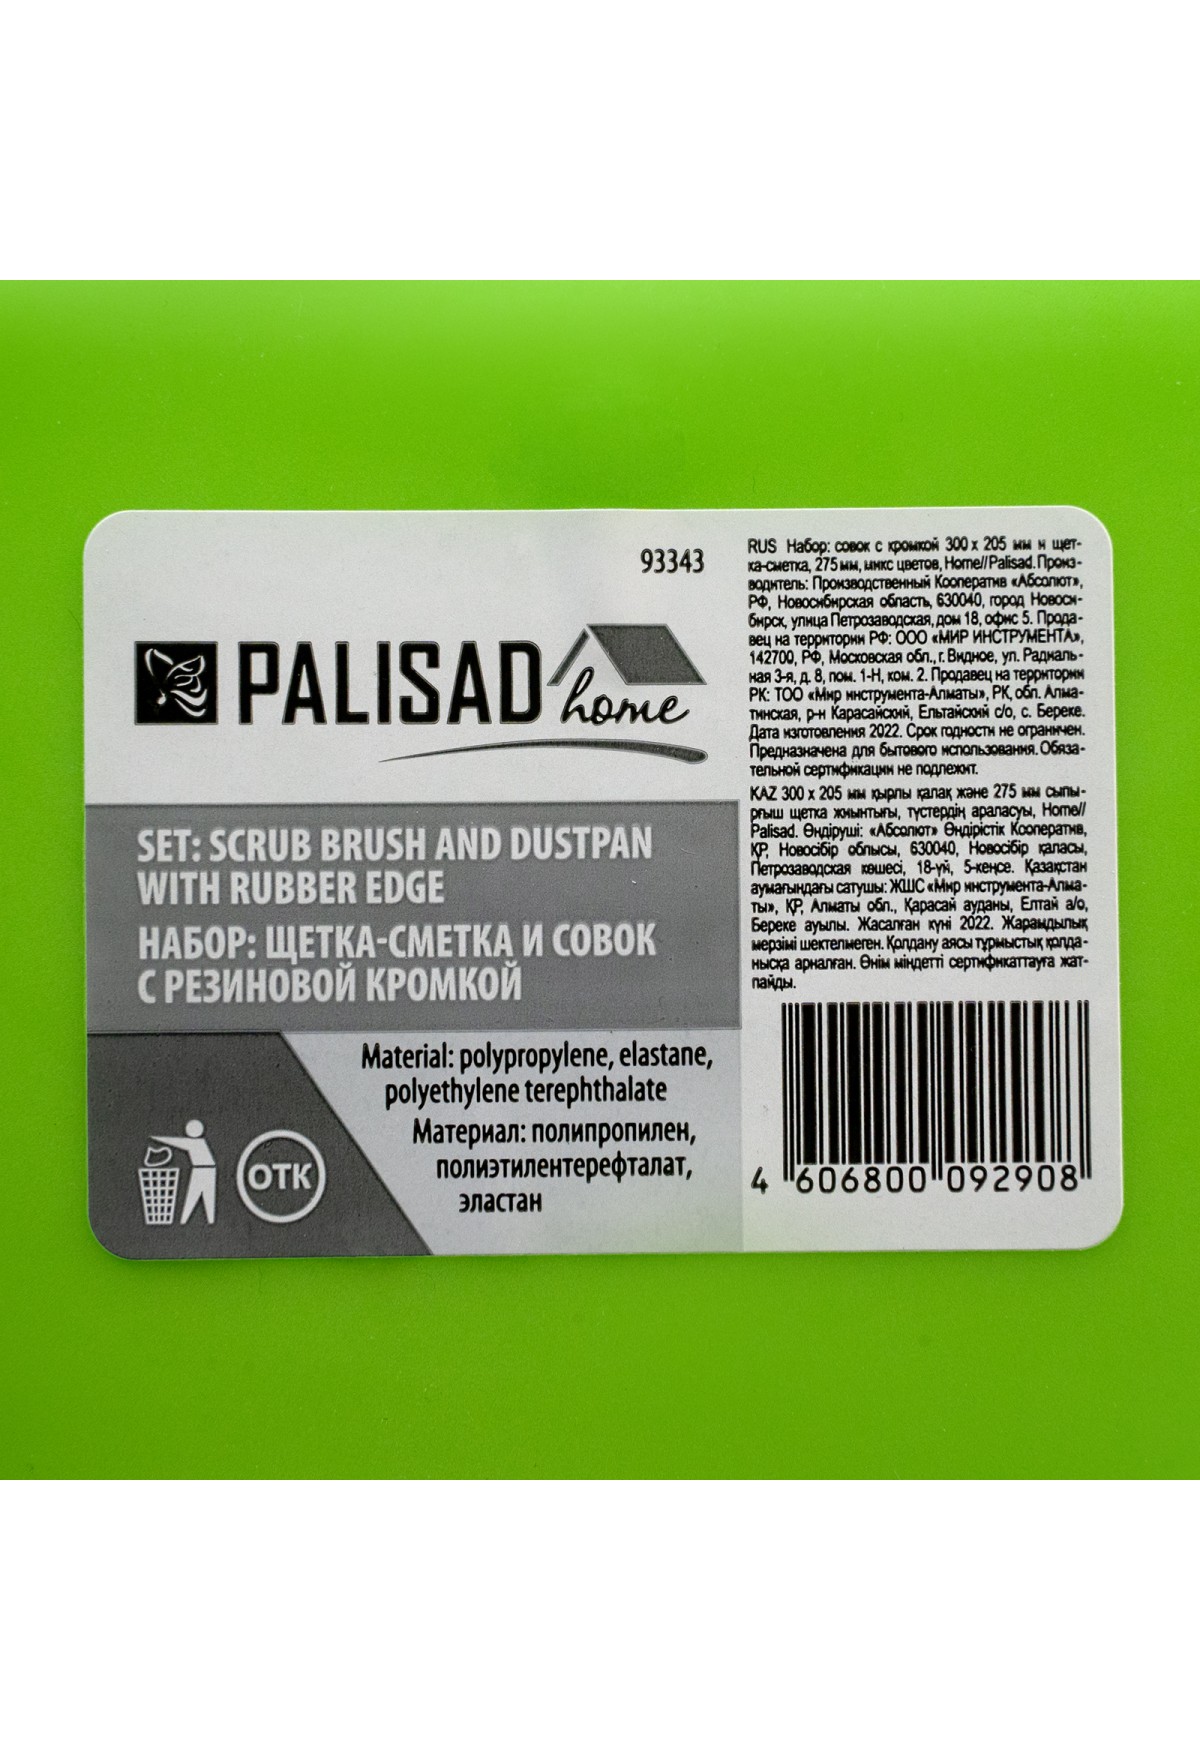 93343
PALISAD home
SET: SCRUB BRUSH AND DUSTPAN
WITH RUBBER EDGE
НАБОР: ЩЕТКА-СМЕТКА И СОВОК
С РЕЗИНОВОЙ КРОМКОЙ
Material: polypropylene, elastane,
polyethylene terephthalate
Материал: полипропилен,
полиэтилентерефталат,
эластан
ОТК
RUS Набор: совок с кромкой 300 x 205 мм и щет-
ка-сметка, 275 мм, микс цветов, Home//Palisad. Произ-
водитель: Производственный Кооператив «Абсолют»,
РФ, Новосибирская область, 630040, город Новоси-
бирск, улица Петрозаводская, дом 18, офис 5. Прода-
вец на территории РФ: ООО «МИР ИНСТРУМЕНТА»,
142700, РФ, Московская обл., г. Видное, ул. Радиаль-
ная 3-я, д. 8, пом. 1-Н, ком. 2. Продавец на территории
РК: ТОО «Мир инструмента-Алматы», РК, обл. Алма-
тинская, р-н Карасайский, Ельтайский с/о, с. Береке.
Дата изготовления 2022. Срок годности не ограничен.
Предназначена для бытового использования. Обяза-
тельной сертификации не подлежит.
KAZ 300 x 205 мм қырлы қалақ және 275 мм сыпы-
рғыш щетка жиынтығы, түстердің араласуы, Home//
Palisad. Өндіруші: «Абсолют» Өндірістік Кооператив,
ҚР, Новосібір облысы, 630040, Новосібір қаласы,
Петрозаводская көшесі, 18-үй, 5-кеңсе. Қазақстан
аумағындағы сатушы: ЖШС «Мир инструмента-Алма-
ты», ҚР, Алматы обл., Қарасай ауданы, Елтай а/о,
Береке ауылы. Жасалған күні 2022. Жарамдылық
мерзімі шектелмеген. Қолдану аясы тұрмыстық қолда-
нысқа арналған. Өнім міндетті сертификаттауға жат-
пайды.
4 606800 092908